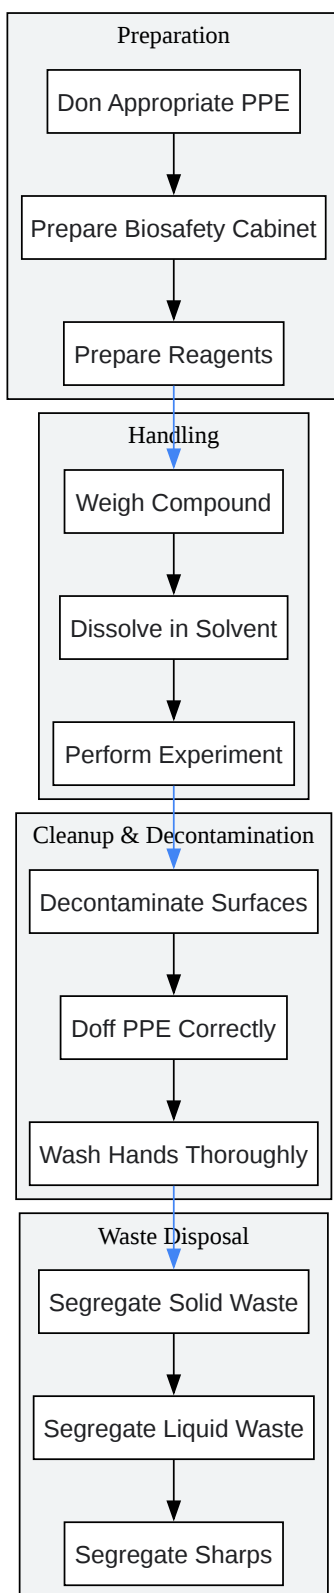 Preparation
Don Appropriate PPE
Prepare Biosafety Cabinet
Prepare Reagents
Handling
Weigh Compound
Dissolve in Solvent
Perform Experiment
Cleanup & Decontamination
Decontaminate Surfaces
Doff PPE Correctly
Wash Hands Thoroughly
Waste Disposal
Segregate Solid Waste
Segregate Liquid Waste
Segregate Sharps